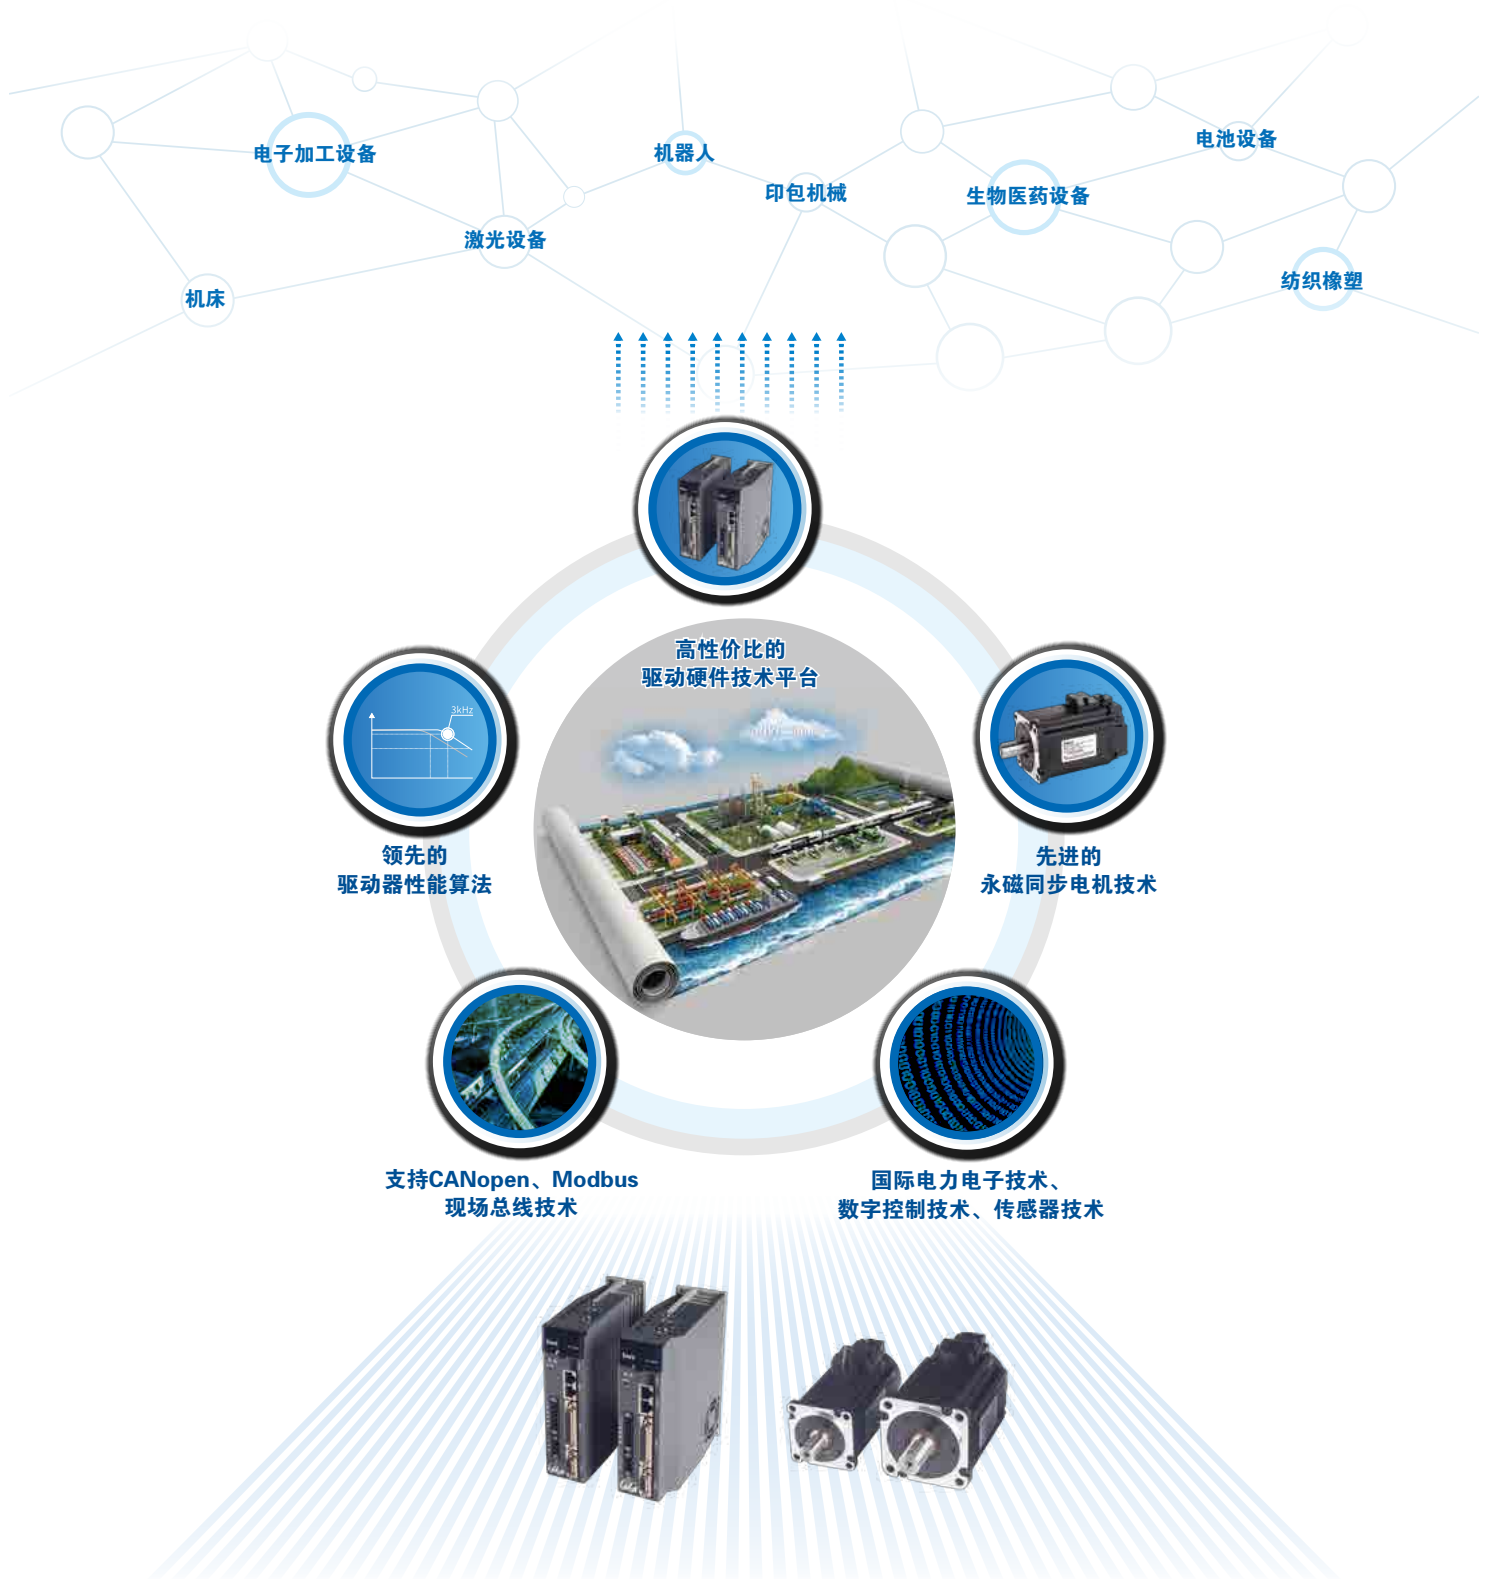 电子加工设备
机器人
电池设备
印包机械
生物医药设备
激光设备
机床
纺织橡塑
高性价比的
驱动硬件技术平台
3kHz
领先的
驱动器性能算法
先进的
永磁同步电机技术
支持CANopen、Modbus
现场总线技术
国际电力电子技术、
数字控制技术、传感器技术